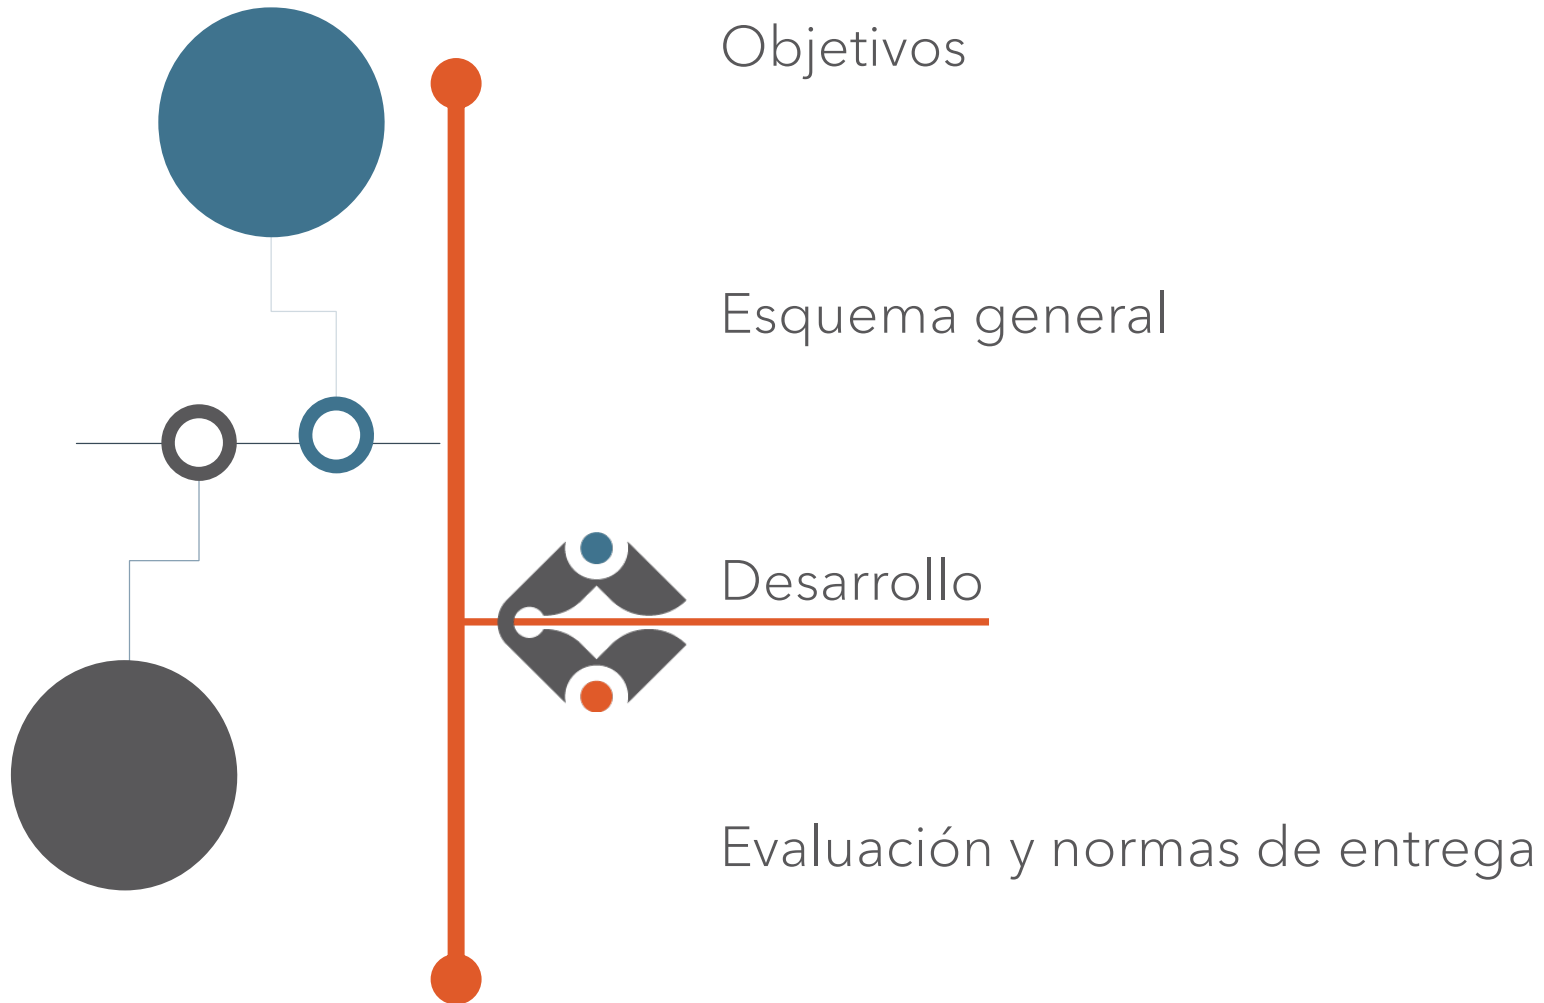 Objetivos
Esquema general
Desarrollo
Evaluación y normas de entrega